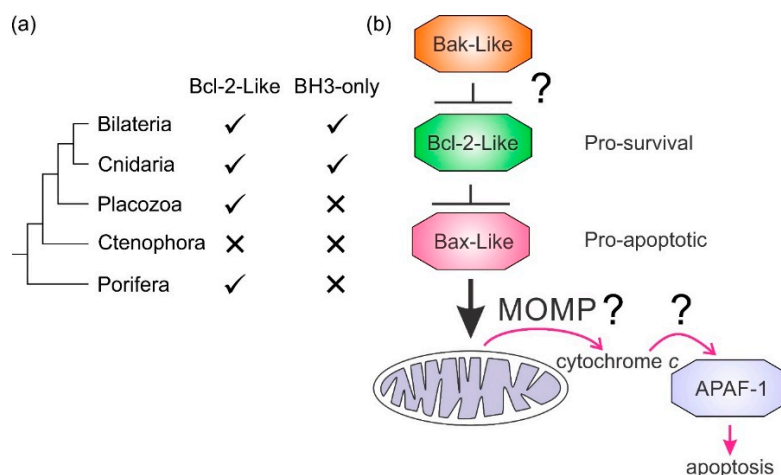 (a)
Bcl-2-Like BH3-only
Bilateria ✓ ✓
Cnidaria ✓ ✓
Placozoa ✓ ✕
Ctenophora ✕ ✕
Porifera ✓ ✕
(b)
Bak-Like
?
Bcl-2-Like Pro-survival
Bax-Like Pro-apoptotic
MOMP ? ?
cytochrome c
APAF-1
apoptosis